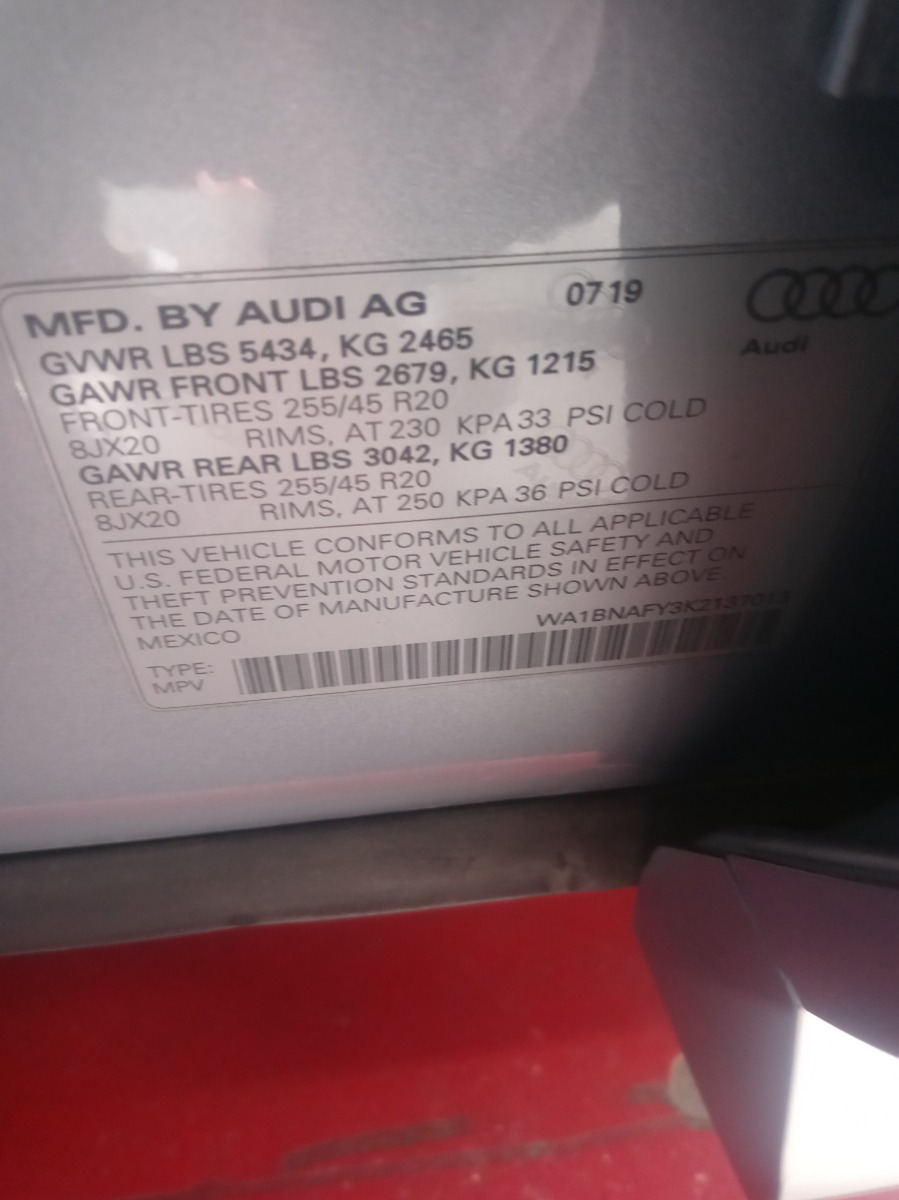 MFD. BY AUDI AG 0719
Audi
GVWR LBS 5434, KG 2465
GAWR FRONT LBS 2679, KG 1215
FRONT-TIRES 255/45 R20
8JX20 RIMS, AT 230 KPA 33 PSI COLD
GAWR REAR LBS 3042, KG 1380
REAR-TIRES 255/45 R20
8JX20 RIMS, AT 250 KPA 36 PSI COLD
THIS VEHICLE CONFORMS TO ALL APPLICABLE
U.S. FEDERAL MOTOR VEHICLE SAFETY AND
THEFT PREVENTION STANDARDS IN EFFECT ON
THE DATE OF MANUFACTURE SHOWN ABOVE.
MEXICO
TYPE:
MPV